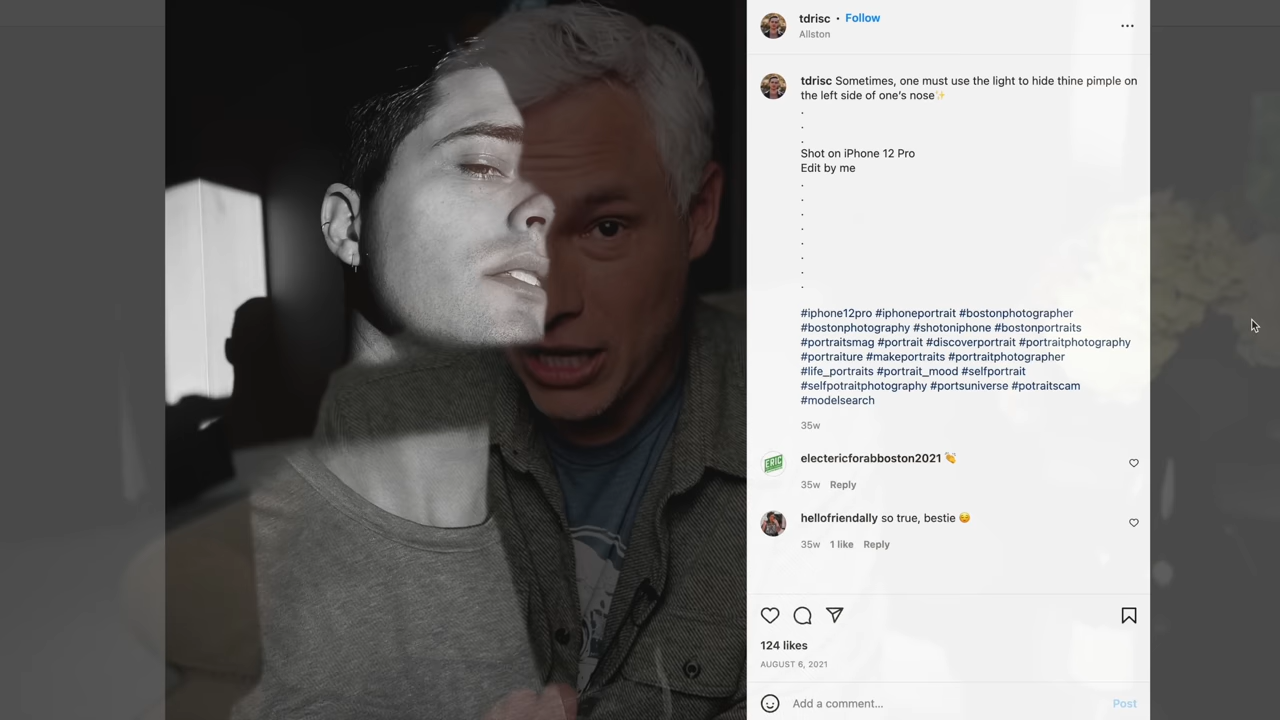 tdrisc • Follow
Allston
tdrisc Sometimes, one must use the light to hide thine pimple on
the left side of one's nose✨
.
.
.
Shot on iPhone 12 Pro
Edit by me
.
.
.
.
.
.
.
.
#iphone12pro #iphoneportrait #bostonphotographer
#bostonphotography #shotoniphone #bostonportraits
#portraitsmag #portrait #discoverportrait #portraitphotography
#portraiture #makeportraits #portraitphotographer
#life_portraits #portrait_mood #selfportrait
#selfpotraitphotography #portsuniverse #potraitscam
#modelsearch
35w
ERIC
electericforabboston2021 👏
35w Reply
hellofriendally so true, bestie 😌
35w 1 like Reply
124 likes
AUGUST 6, 2021
Add a comment... Post